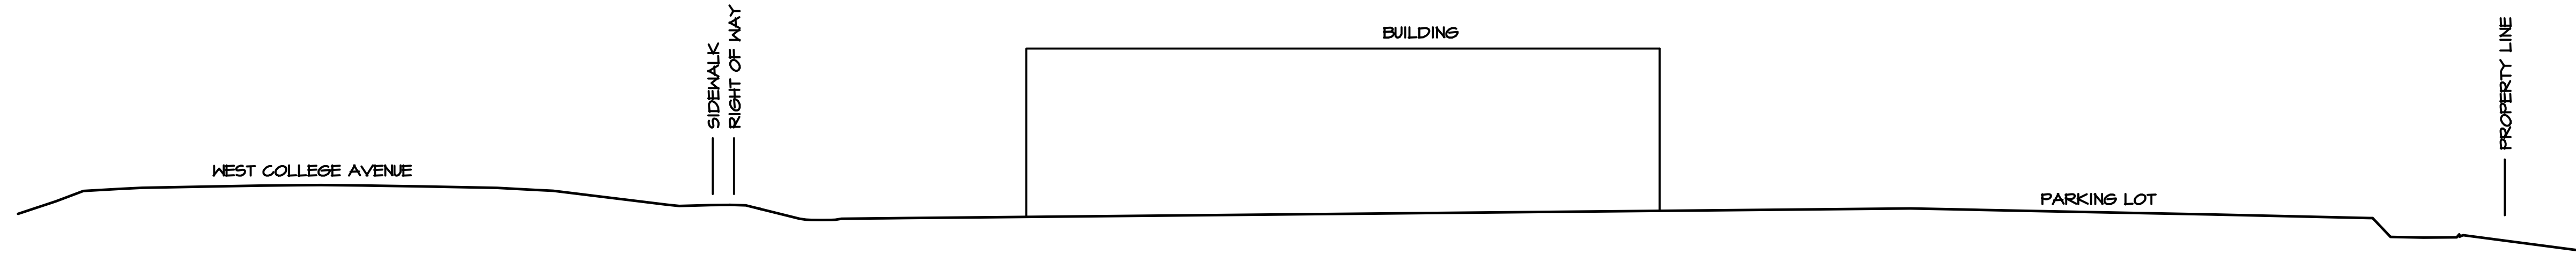 WEST COLLEGE AVENUE
SIDEWALK
RIGHT OF WAY
BUILDING
PARKING LOT
PROPERTY LINE